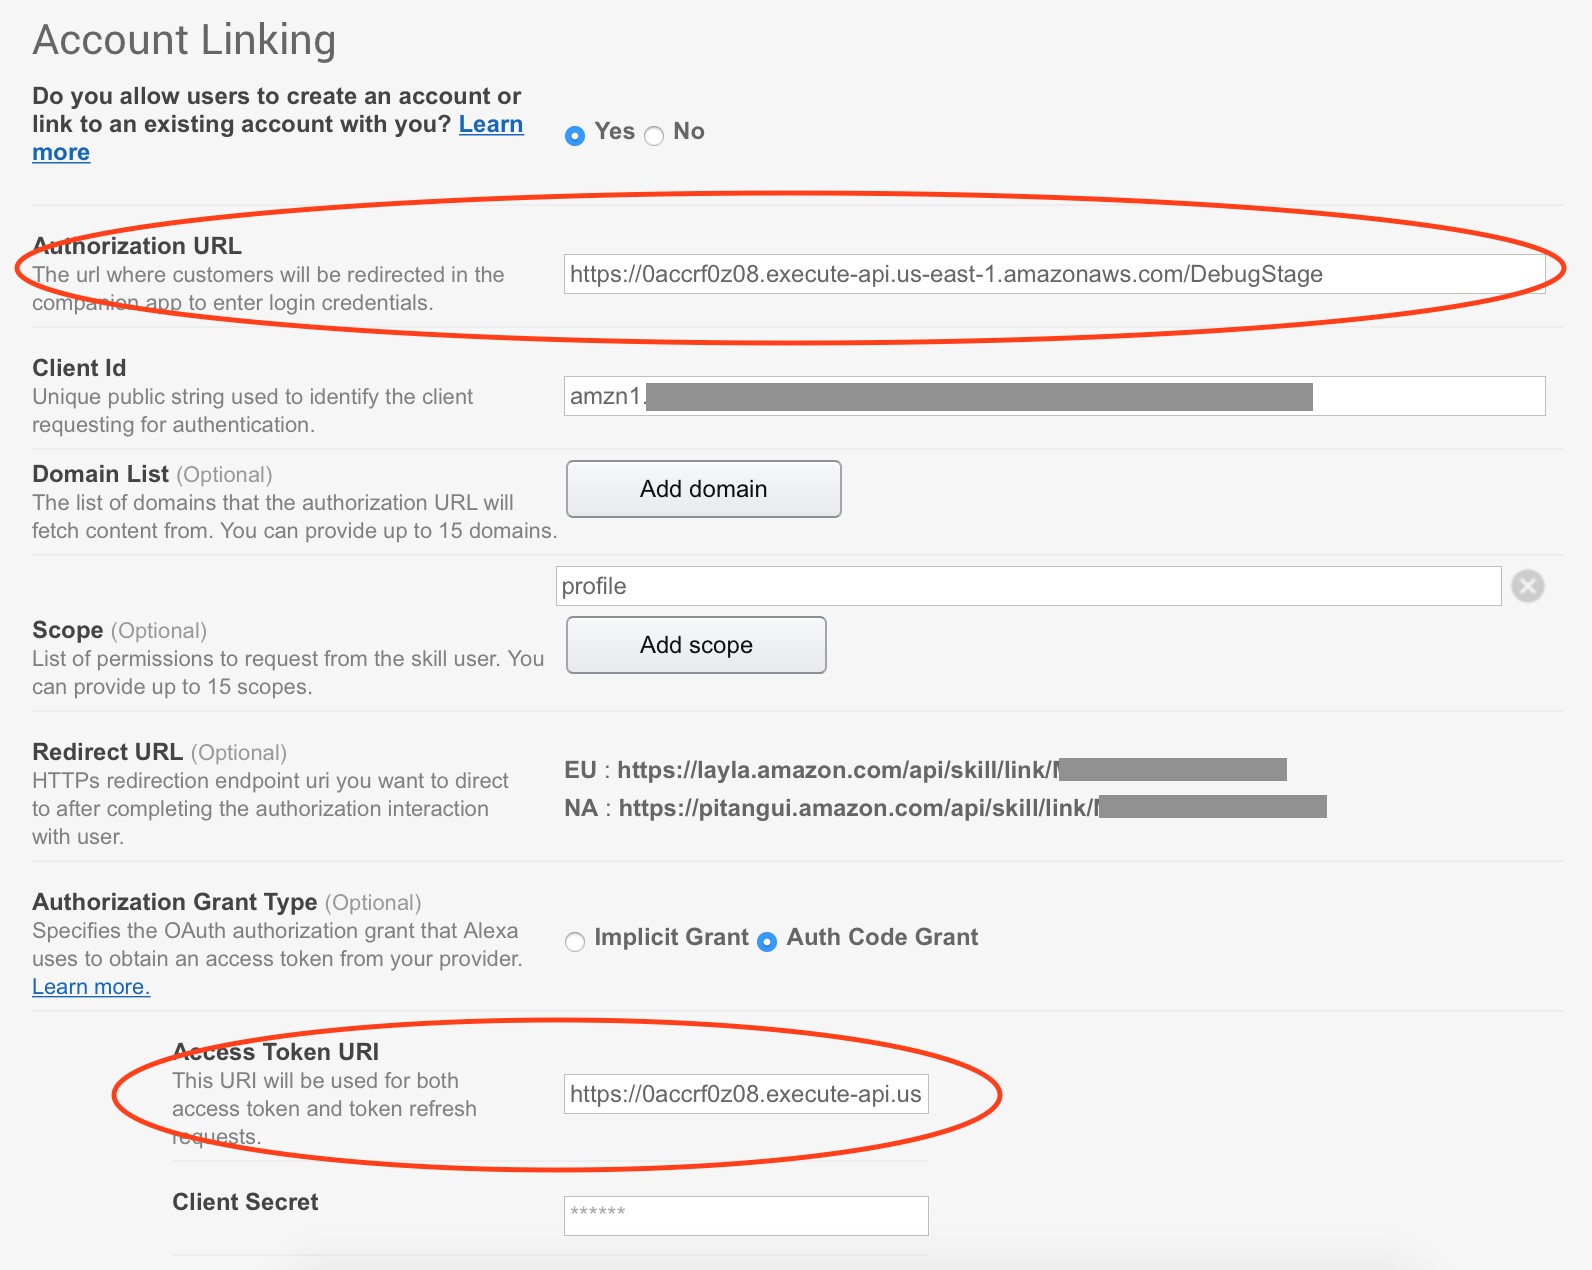 Account Linking
Do you allow users to create an account or
link to an existing account with you? Learn
more
Yes No
Authorization URL
The url where customers will be redirected in the
companion app to enter login credentials.
https://0accrf0z08.execute-api.us-east-1.amazonaws.com/DebugStage
Client Id
Unique public string used to identify the client
requesting for authentication.
amzn1.
Domain List (Optional)
The list of domains that the authorization URL will
fetch content from. You can provide up to 15 domains.
Add domain
profile
Scope (Optional)
List of permissions to request from the skill user. You
can provide up to 15 scopes.
Add scope
Redirect URL (Optional)
HTTPs redirection endpoint uri you want to direct
to after completing the authorization interaction
with user.
EU : https://layla.amazon.com/api/skill/link/
NA : https://pitangui.amazon.com/api/skill/link/
Authorization Grant Type (Optional)
Specifies the OAuth authorization grant that Alexa
uses to obtain an access token from your provider.
Learn more.
Implicit Grant Auth Code Grant
Access Token URI
This URI will be used for both
access token and token refresh
requests.
https://0accrf0z08.execute-api.us
Client Secret
******